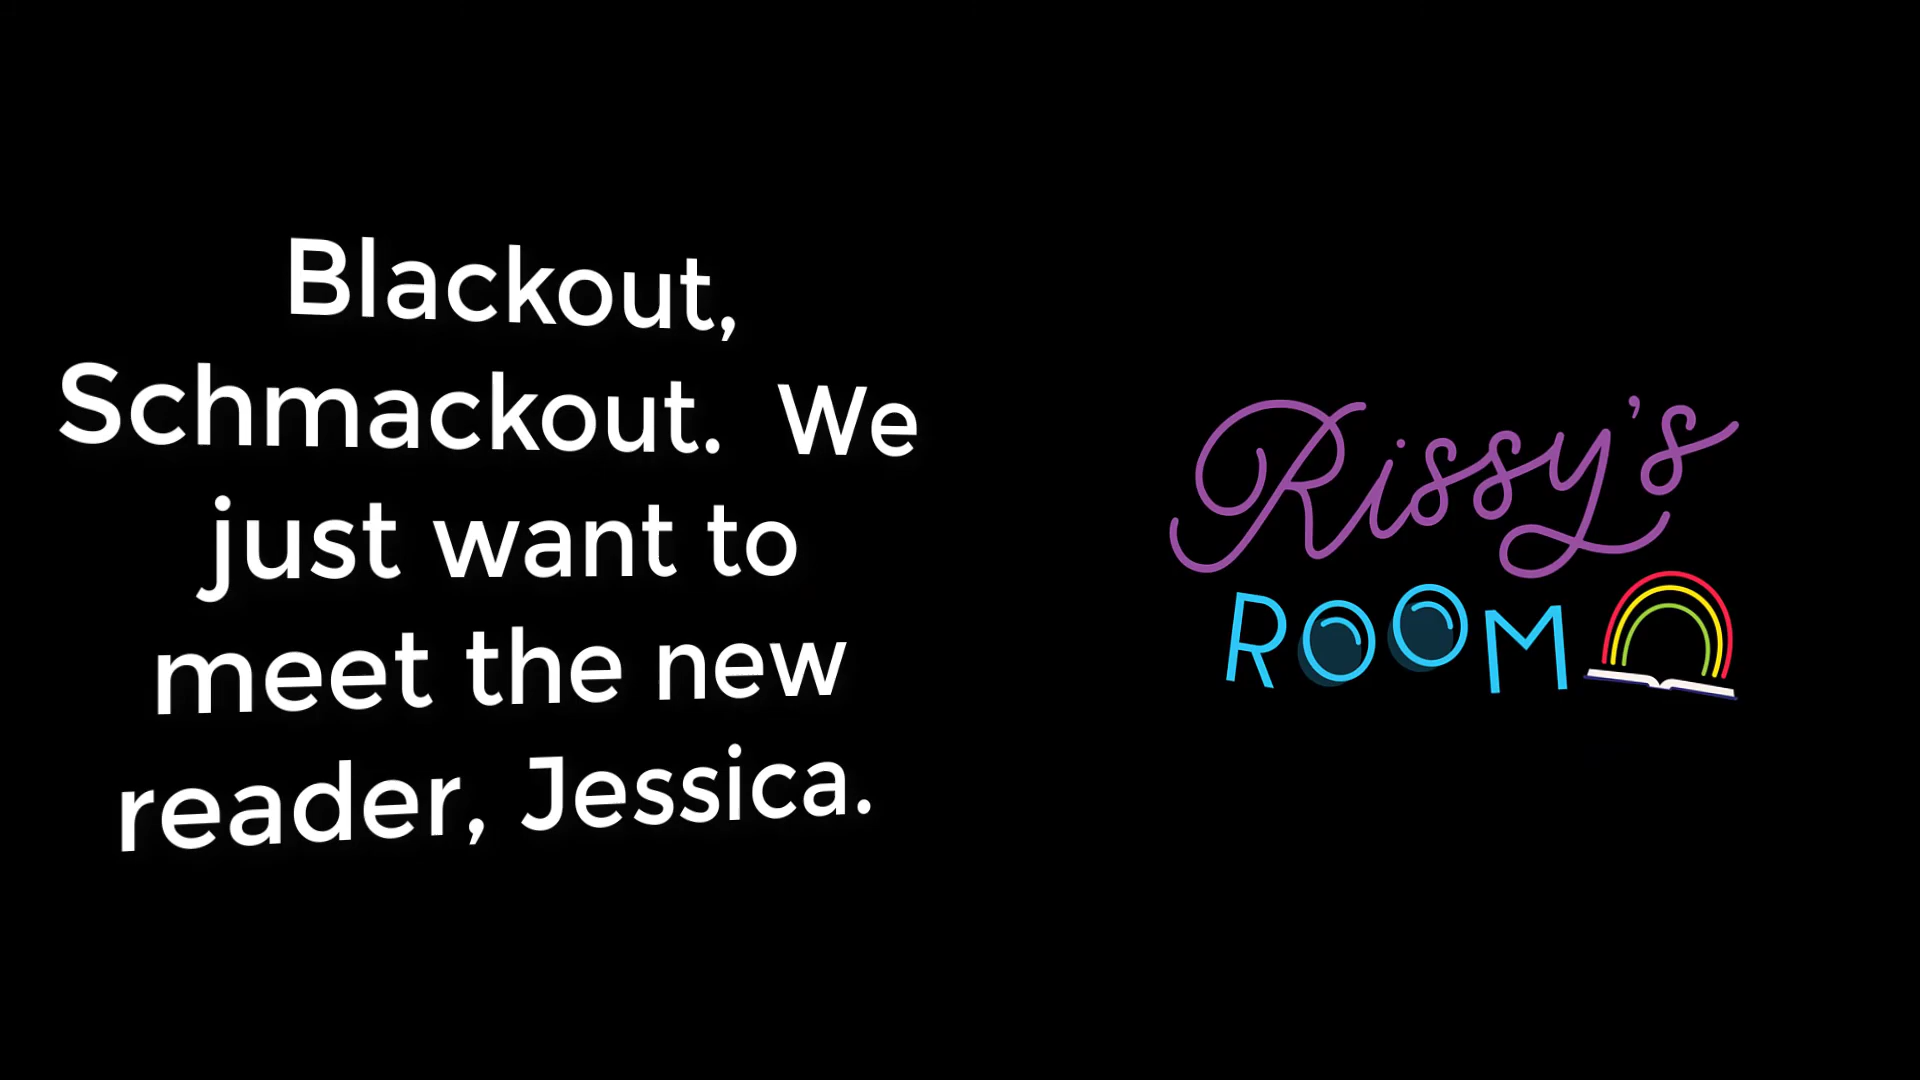 Blackout,
Schmackout. We
just want to
meet the new
reader, Jessica.
Rissy's
ROOM